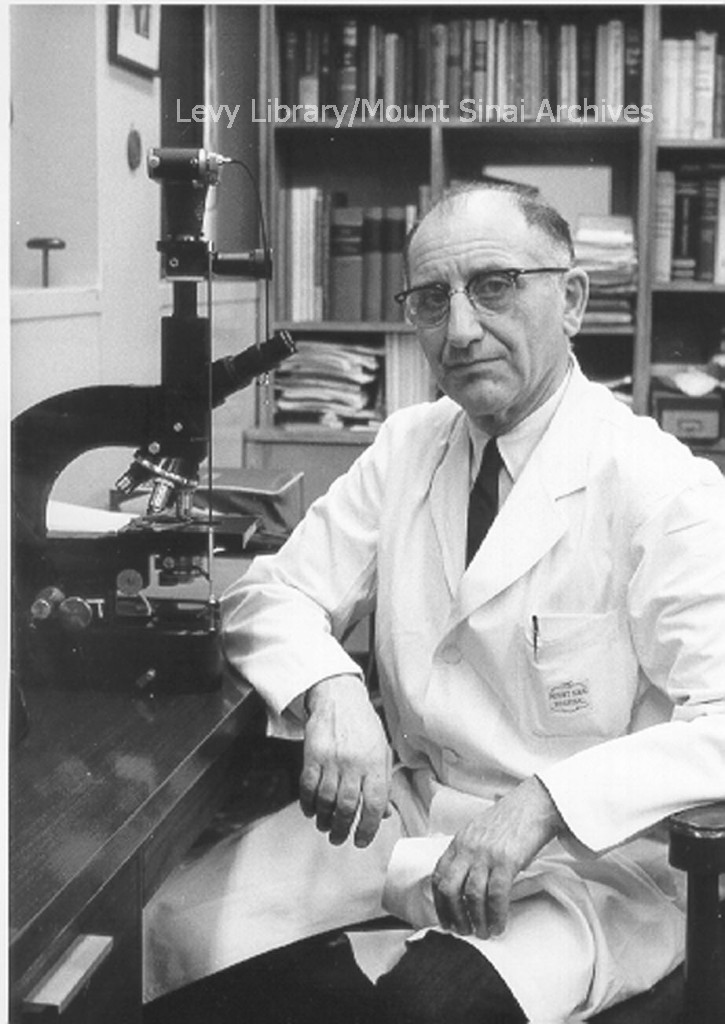 Levy Library/Mount Sinai Archives
MOUNT SINAI
HOSPITAL